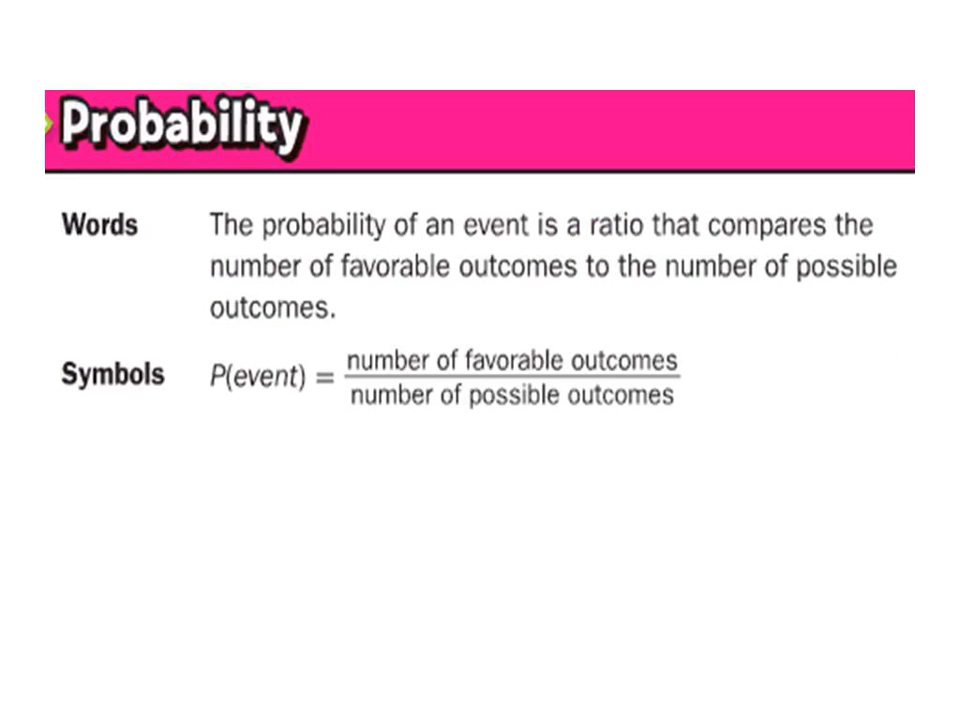 Probability
Words The probability of an event is a ratio that compares the
number of favorable outcomes to the number of possible
outcomes.
Symbols P(event) = number of favorable outcomes
number of possible outcomes